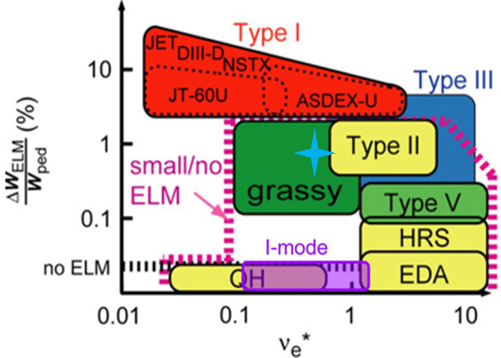 Type I
JET
DIII-D
NSTX
JT-60U
ASDEX-U
Type III
Type II
small/no
ELM
grassy
Type V
HRS
EDA
I-mode
QH
no ELM
10
1
0.1
ΔW_ELM
W_ped
(%)
0.01
0.1
1
10
ν_e*